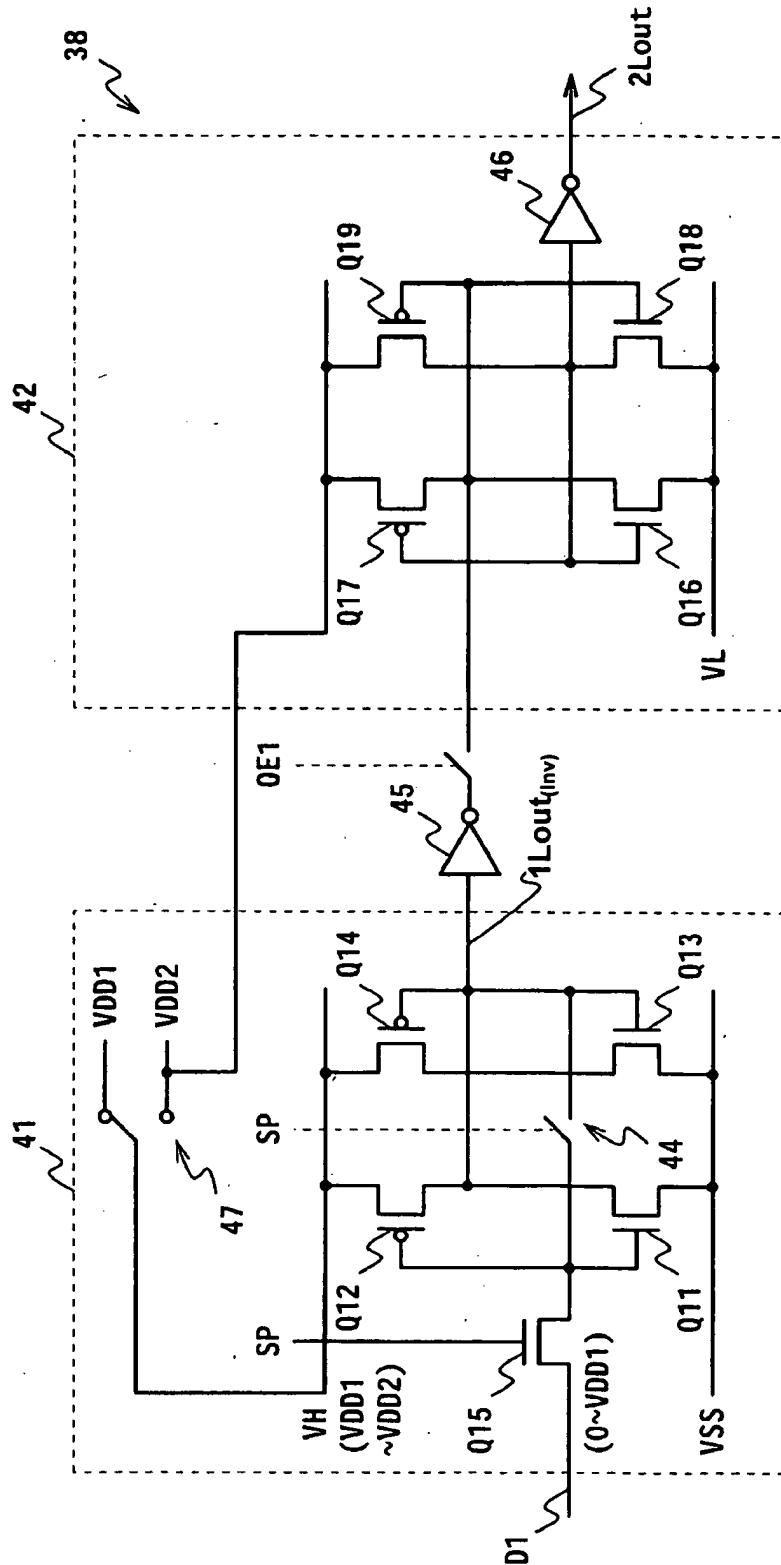 38
41
42
VDD1
VDD2
47
SP
SP
VH
(VDD1
~VDD2)
Q12
Q14
Q15
(0~VDD1)
Q11
44
Q13
VSS
D1
1Lout(Inv)
45
OE1
Q17
Q19
Q16
Q18
VL
46
2Lout